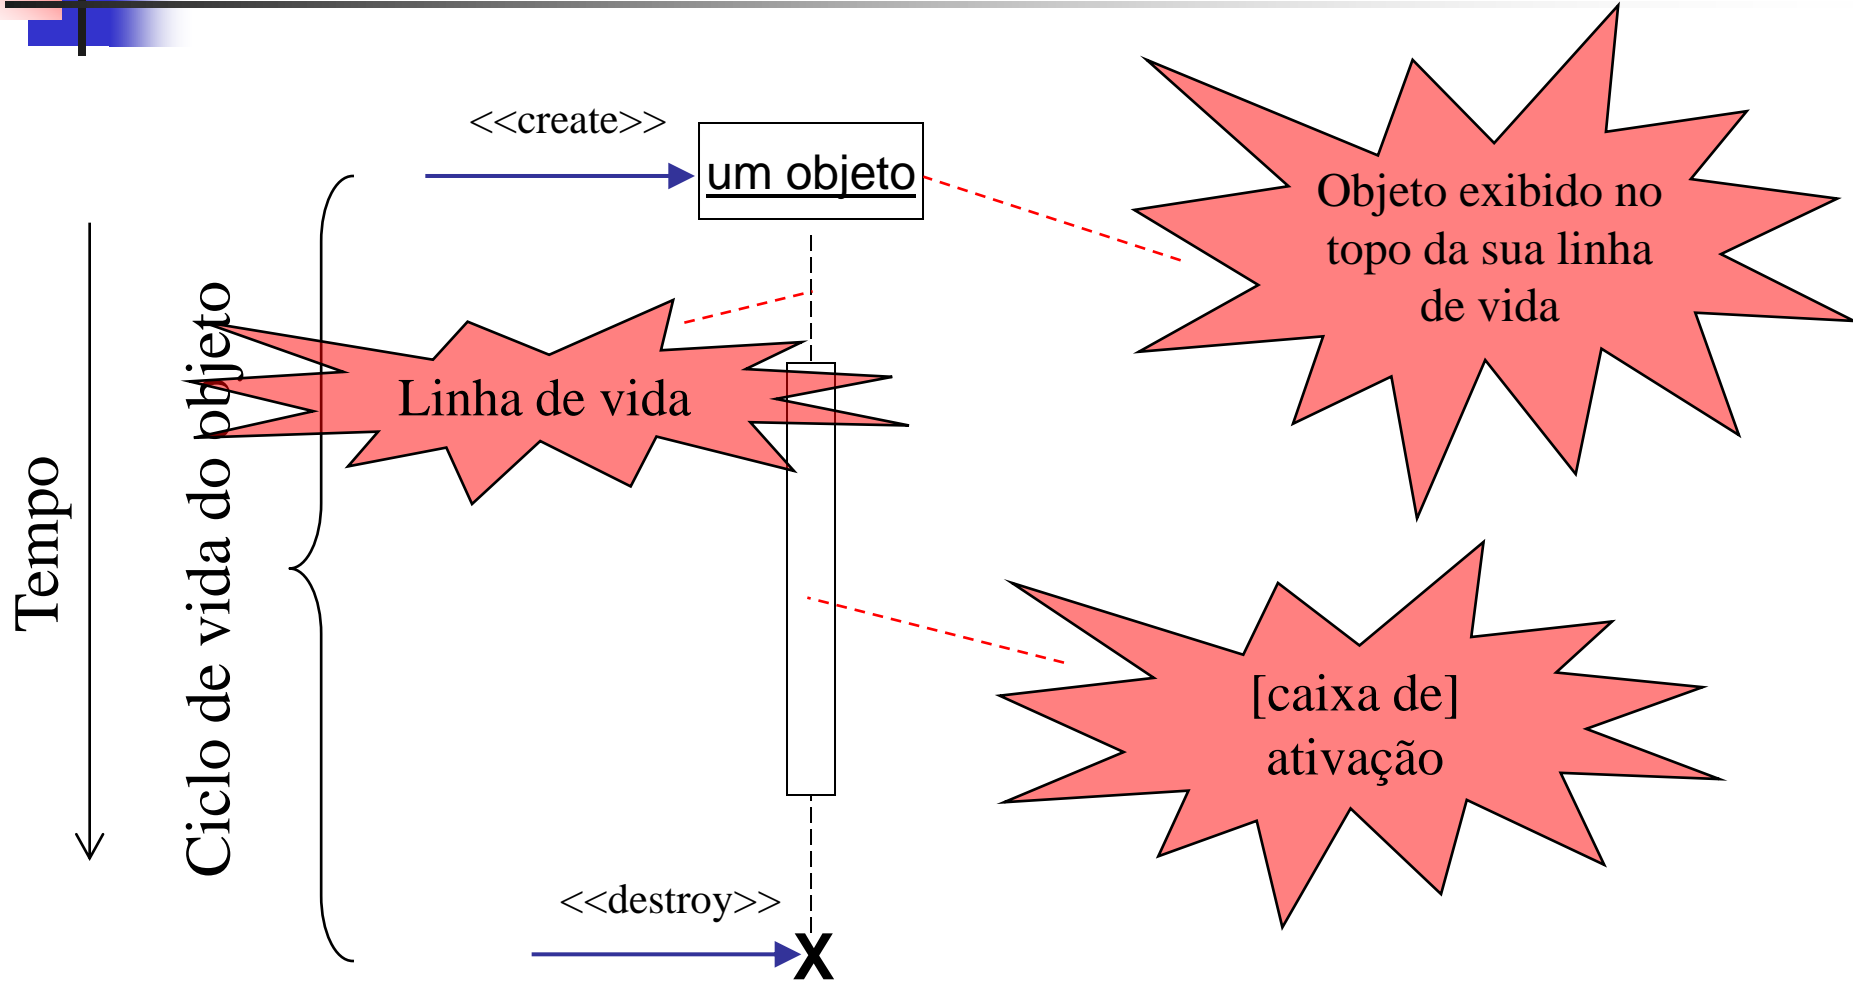 <<create>>
um objeto
Objeto exibido no
topo da sua linha
de vida
Linha de vida
Tempo
Ciclo de vida do objeto
[caixa de]
ativação
<<destroy>>
X